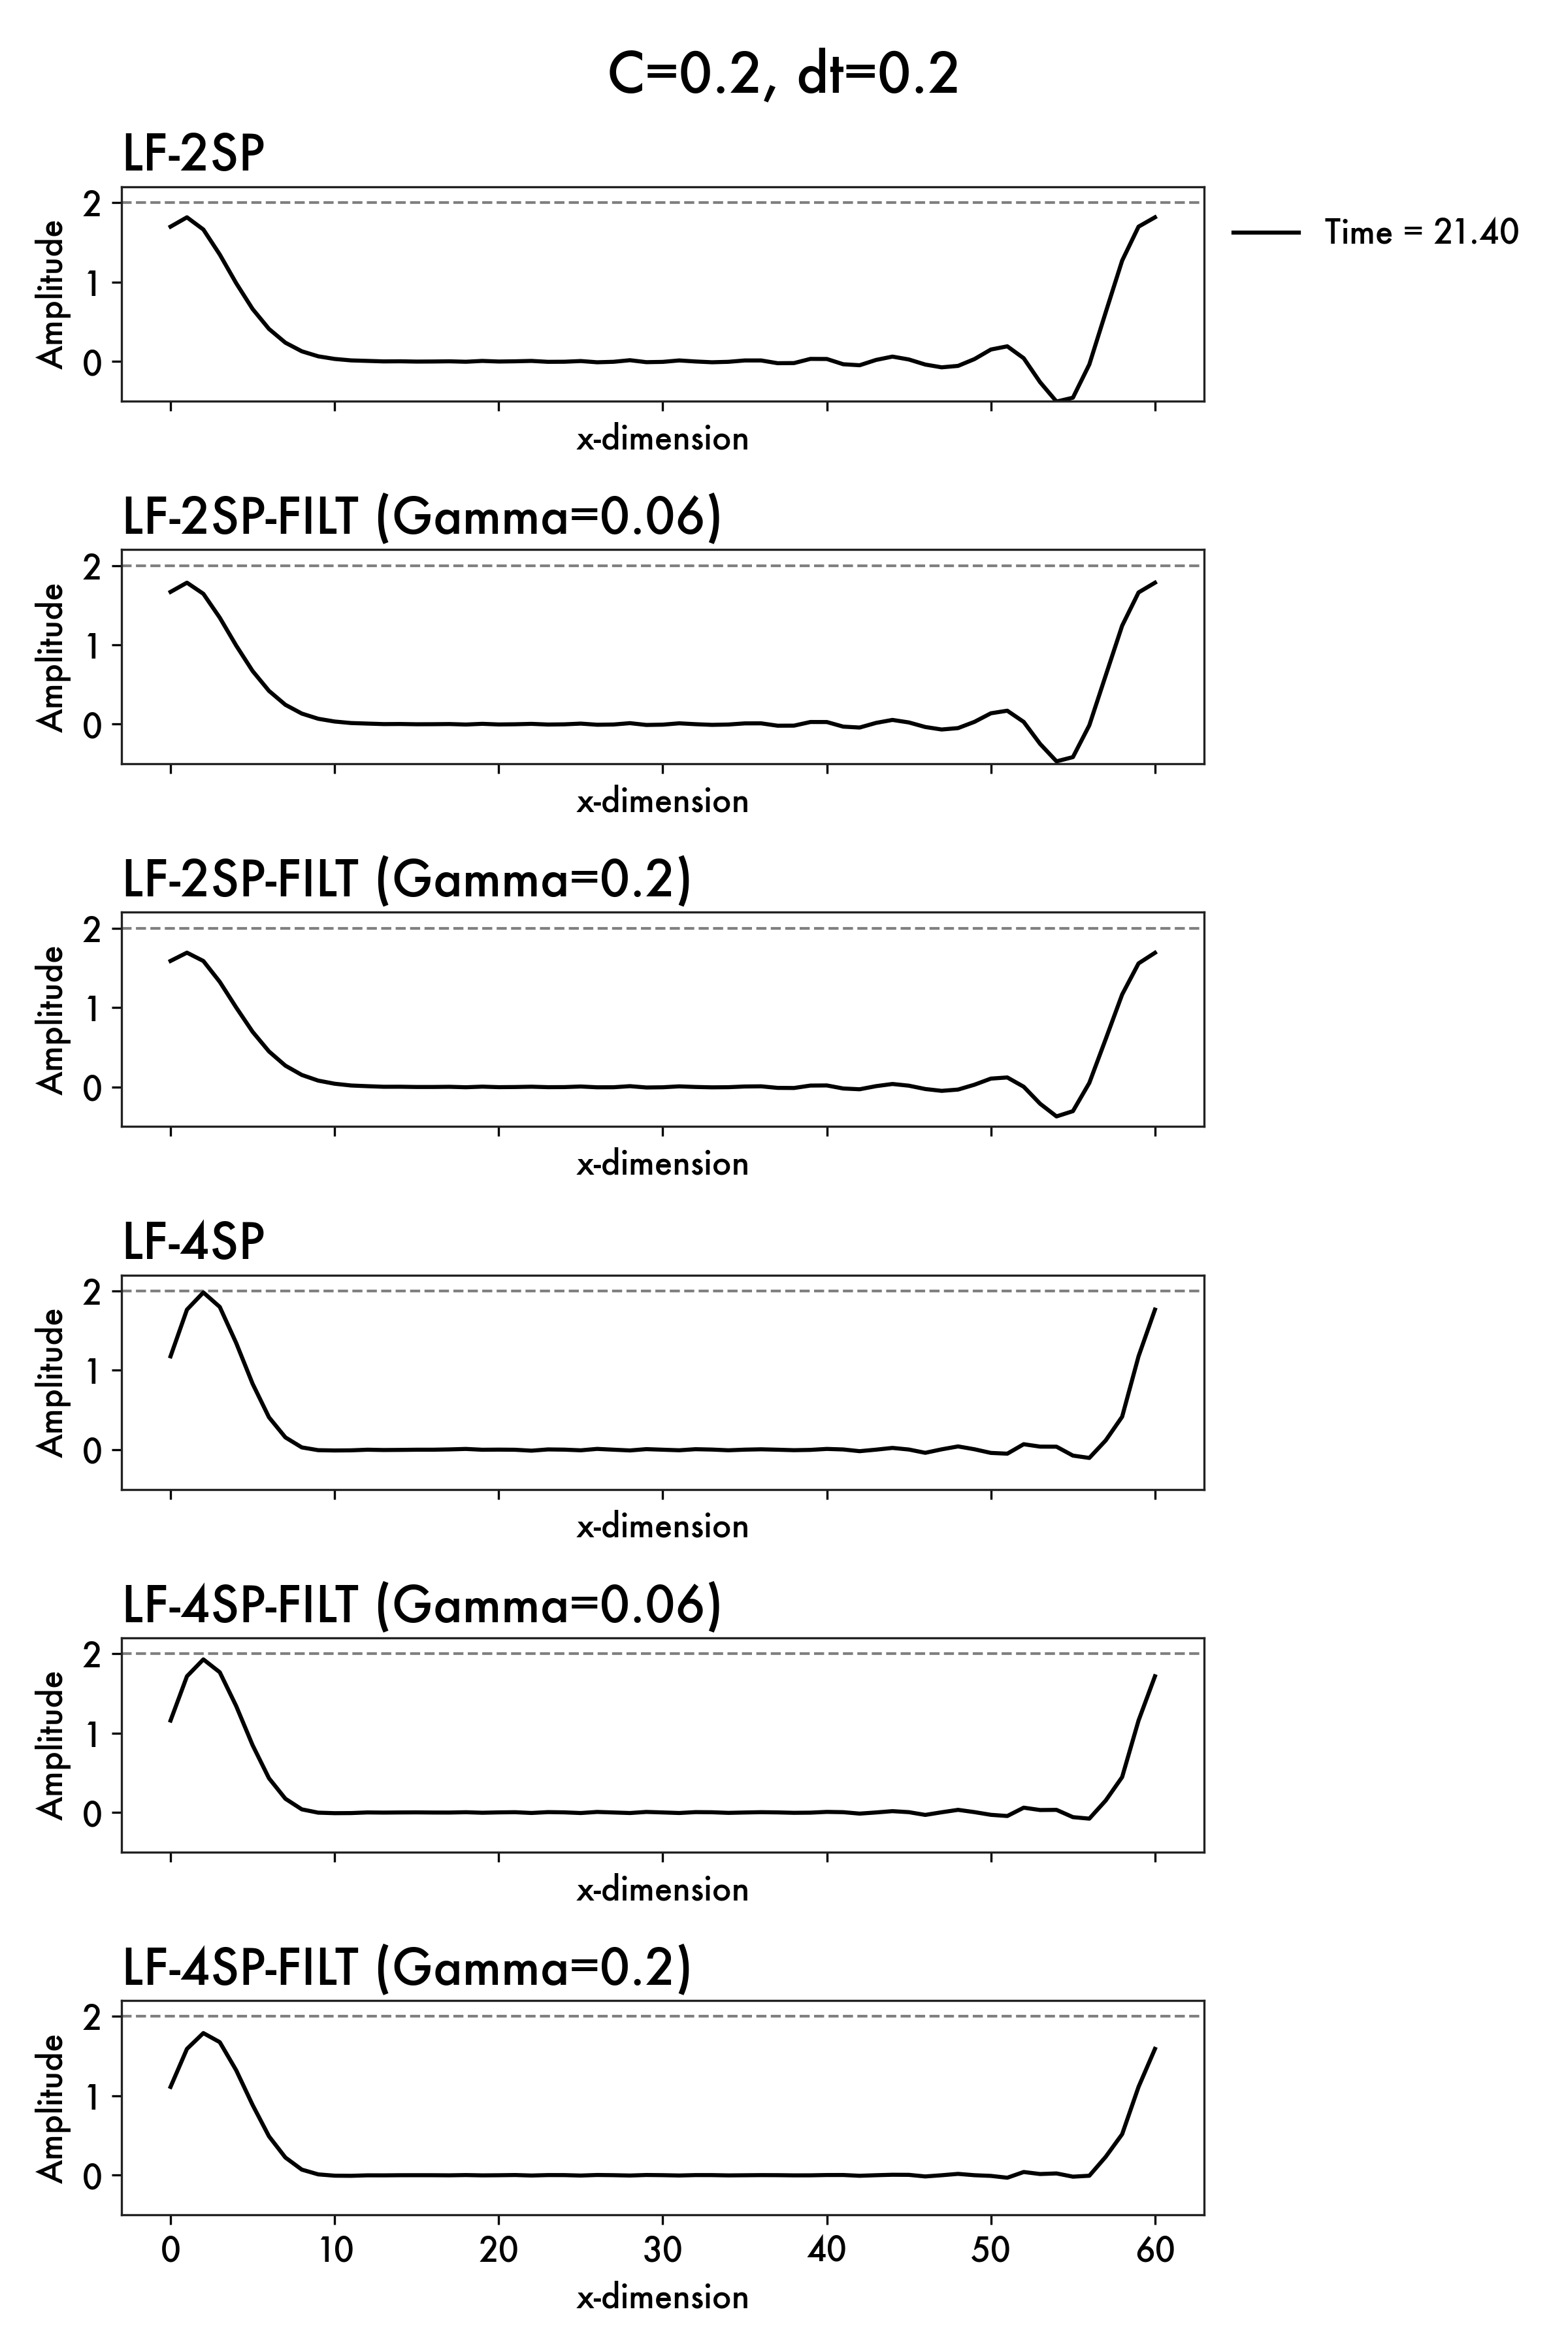 C=0.2, dt=0.2
LF-2SP
2
1
0
Amplitude
x-dimension
Time = 21.40
LF-2SP-FILT (Gamma=0.06)
2
1
0
Amplitude
x-dimension
LF-2SP-FILT (Gamma=0.2)
2
1
0
Amplitude
x-dimension
LF-4SP
2
1
0
Amplitude
x-dimension
LF-4SP-FILT (Gamma=0.06)
2
1
0
Amplitude
x-dimension
LF-4SP-FILT (Gamma=0.2)
2
1
0
Amplitude
0 10 20 30 40 50 60
x-dimension